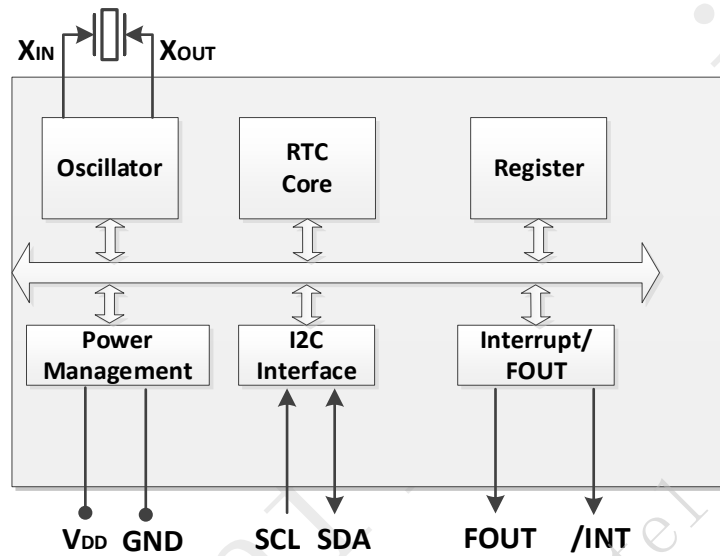 XIN XOUT
Oscillator
RTC
Core
Register
Power
Management
I2C
Interface
Interrupt/
FOUT
VDD GND SCL SDA FOUT /INT